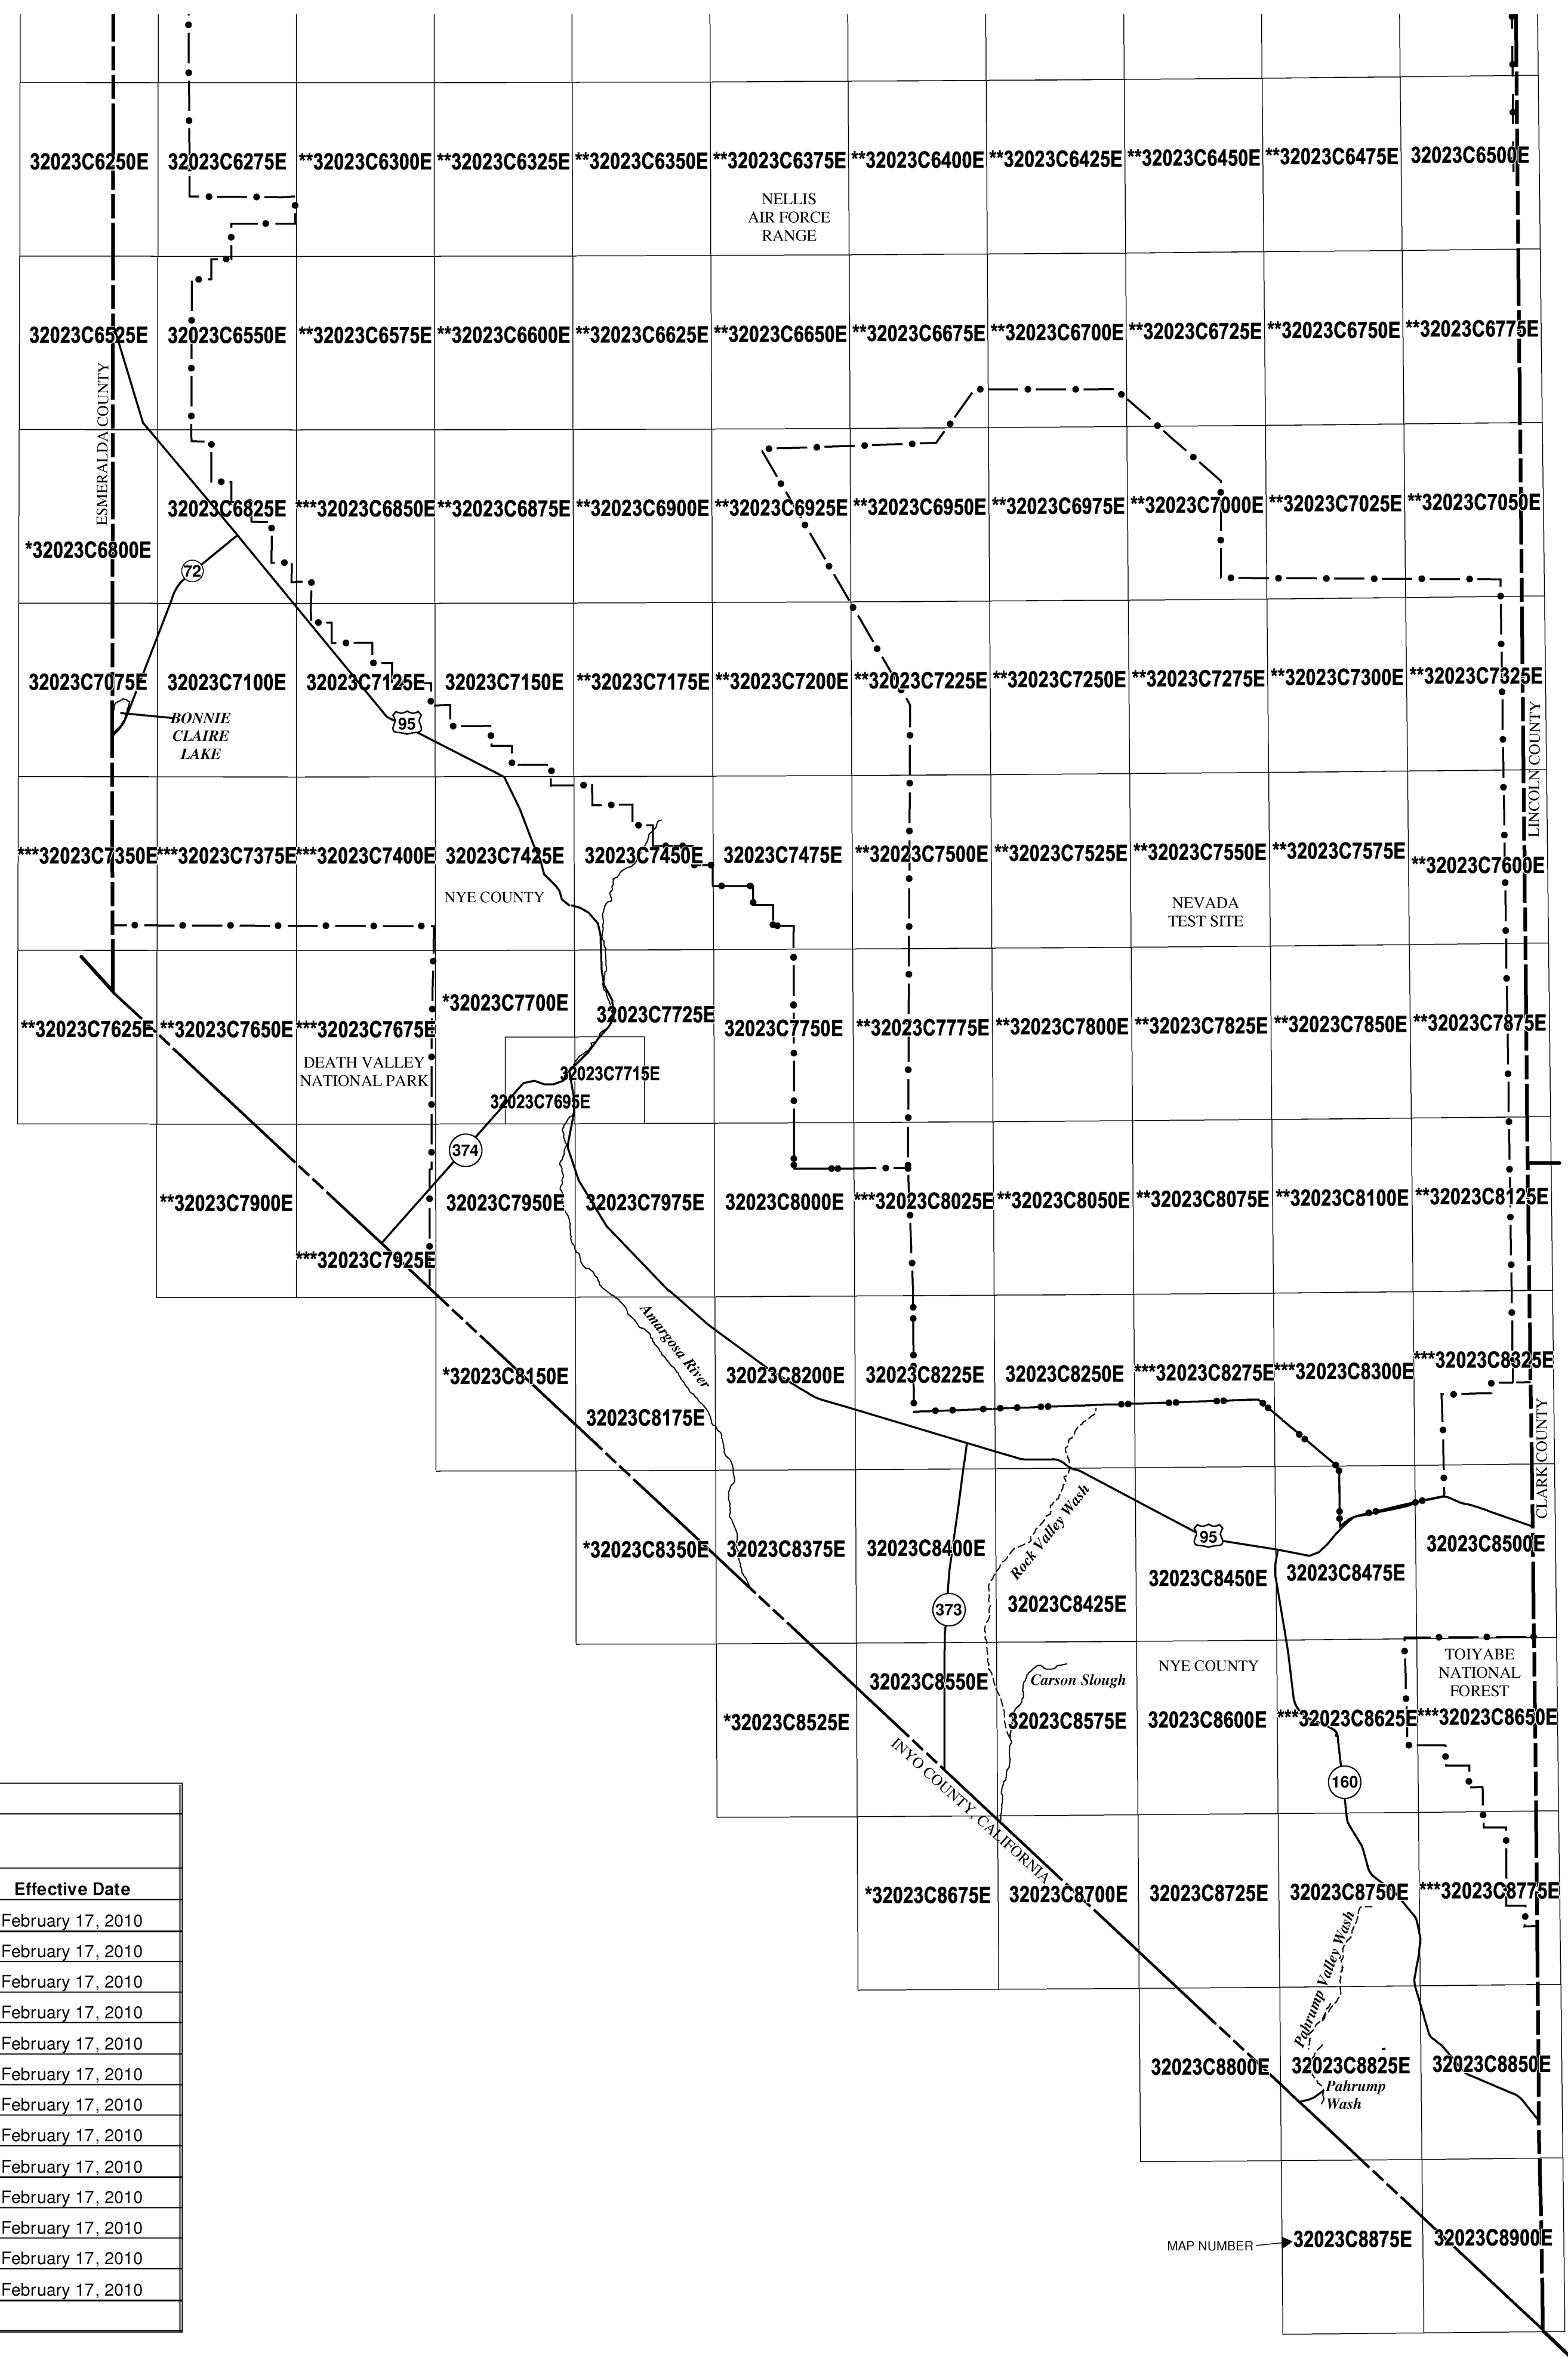 32023C6250E 32023C6275E **32023C6300E **32023C6325E **32023C6350E **32023C6375E **32023C6400E **32023C6425E **32023C6450E **32023C6475E 32023C6500E
NELLIS
AIR FORCE
RANGE
32023C6525E 32023C6550E **32023C6575E **32023C6600E **32023C6625E **32023C6650E **32023C6675E **32023C6700E **32023C6725E **32023C6750E **32023C6775E
ESMERALDA COUNTY
32023C6825E ***32023C6850E **32023C6875E **32023C6900E **32023C6925E **32023C6950E **32023C6975E **32023C7000E **32023C7025E **32023C7050E
*32023C6800E
72
32023C7075E 32023C7100E 32023C7125E 32023C7150E **32023C7175E **32023C7200E **32023C7225E **32023C7250E **32023C7275E **32023C7300E **32023C7325E
BONNIE
CLAIRE
LAKE
95
LINCOLN COUNTY
***32023C7350E ***32023C7375E ***32023C7400E 32023C7425E 32023C7450E 32023C7475E **32023C7500E **32023C7525E **32023C7550E **32023C7575E **32023C7600E
NYE COUNTY
NEVADA
TEST SITE
*32023C7700E 32023C7725E
**32023C7625E **32023C7650E ***32023C7675E 32023C7750E **32023C7775E **32023C7800E **32023C7825E **32023C7850E **32023C7875E
DEATH VALLEY
NATIONAL PARK
32023C7715E
32023C7695E
374
**32023C7900E 32023C7950E 32023C7975E 32023C8000E ***32023C8025E **32023C8050E **32023C8075E **32023C8100E **32023C8125E
***32023C7925E
Amargosa River
*32023C8150E 32023C8200E 32023C8225E 32023C8250E ***32023C8275E ***32023C8300E ***32023C8325E
32023C8175E
CLARK COUNTY
Rock Valley Wash
95
*32023C8350E 32023C8375E 32023C8400E 32023C8500E
32023C8425E 32023C8450E 32023C8475E
373
NYE COUNTY
TOIYABE
NATIONAL
FOREST
32023C8550E
Carson Slough
*32023C8525E 32023C8575E 32023C8600E ***32023C8625E ***32023C8650E
INYO COUNTY, CALIFORNIA
160
*32023C8675E 32023C8700E 32023C8725E 32023C8750E ***32023C8775E
Effective Date
February 17, 2010
February 17, 2010
February 17, 2010
February 17, 2010
February 17, 2010
February 17, 2010
February 17, 2010
February 17, 2010
February 17, 2010
February 17, 2010
February 17, 2010
February 17, 2010
February 17, 2010
Pahrump Valley Wash
32023C8800E 32023C8825E 32023C8850E
Pahrump
Wash
MAP NUMBER
32023C8875E 32023C8900E